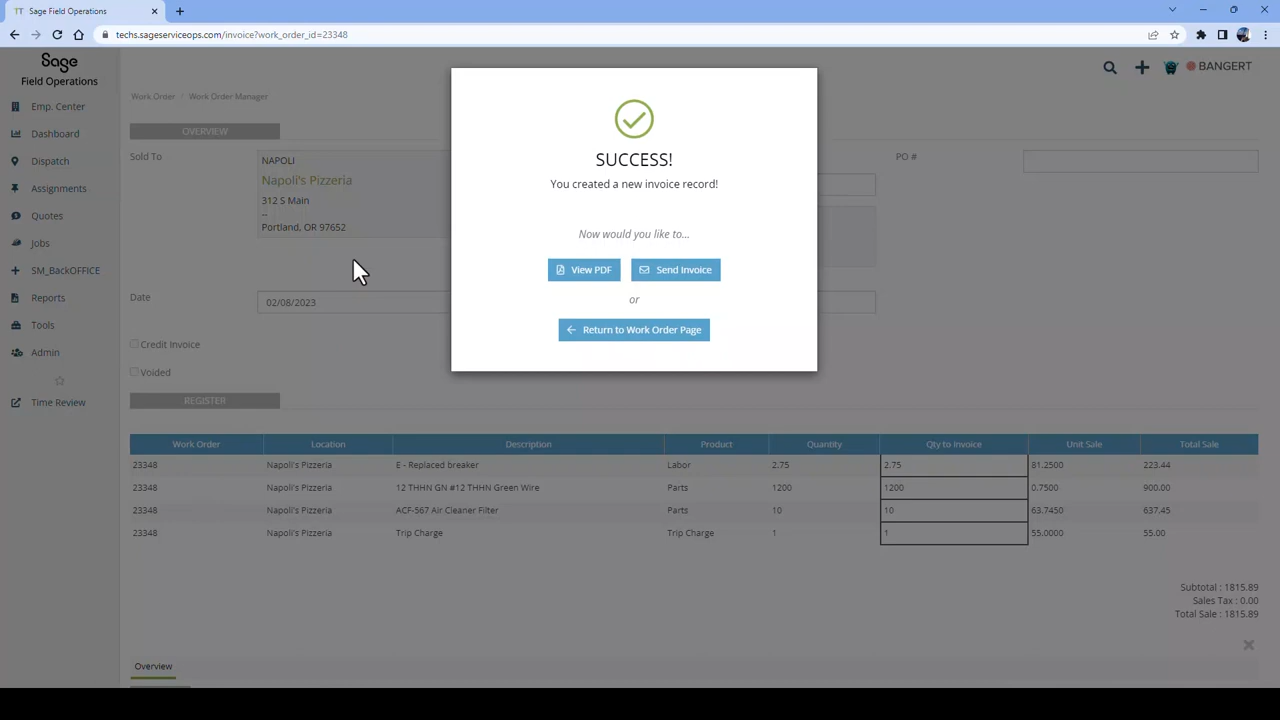 Sage Field Operations
techs.sageserviceops.com/invoice?work_order_id=23348
Sage
Field Operations
BANGERT
Emp. Center
Dashboard
Dispatch
Assignments
Quotes
Jobs
SM_BackOFFICE
Reports
Tools
Admin
Time Review
Work Order / Work Order Manager
OVERVIEW
Sold To
NAPOLI
Napoli's Pizzeria
312 S Main
--
Portland, OR 97652
PO #
Date
02/08/2023
Credit Invoice
Voided
SUCCESS!
You created a new invoice record!
Now would you like to...
View PDF
Send Invoice
or
Return to Work Order Page
REGISTER
Work Order Location Description Product Quantity Qty to Invoice Unit Sale Total Sale
23348 Napoli's Pizzeria E - Replaced breaker Labor 2.75 2.75 81.2500 223.44
23348 Napoli's Pizzeria 12 THHN GN #12 THHN Green Wire Parts 1200 1200 0.7500 900.00
23348 Napoli's Pizzeria ACF-567 Air Cleaner Filter Parts 10 10 63.7450 637.45
23348 Napoli's Pizzeria Trip Charge Trip Charge 1 1 55.0000 55.00
Subtotal : 1815.89
Sales Tax : 0.00
Total Sale : 1815.89
Overview